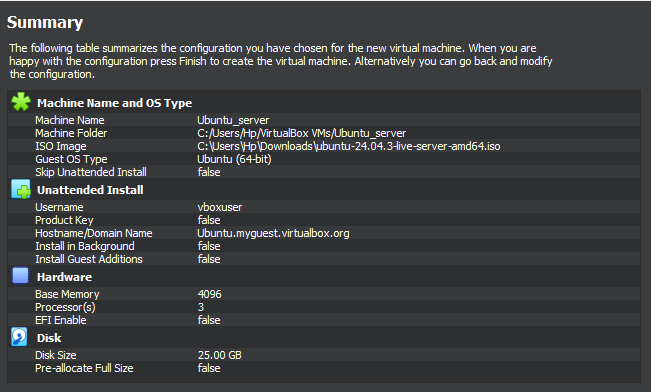 Summary
The following table summarizes the configuration you have chosen for the new virtual machine. When you are
happy with the configuration press Finish to create the virtual machine. Alternatively you can go back and modify
the configuration.
Machine Name and OS Type
Machine Name Ubuntu_server
Machine Folder C:/Users/Hp/VirtualBox VMs/Ubuntu_server
ISO Image C:\Users\Hp\Downloads\ubuntu-24.04.3-live-server-amd64.iso
Guest OS Type Ubuntu (64-bit)
Skip Unattended Install false
Unattended Install
Username vboxuser
Product Key false
Hostname/Domain Name Ubuntu.myguest.virtualbox.org
Install in Background false
Install Guest Additions false
Hardware
Base Memory 4096
Processor(s) 3
EFI Enable false
Disk
Disk Size 25.00 GB
Pre-allocate Full Size false